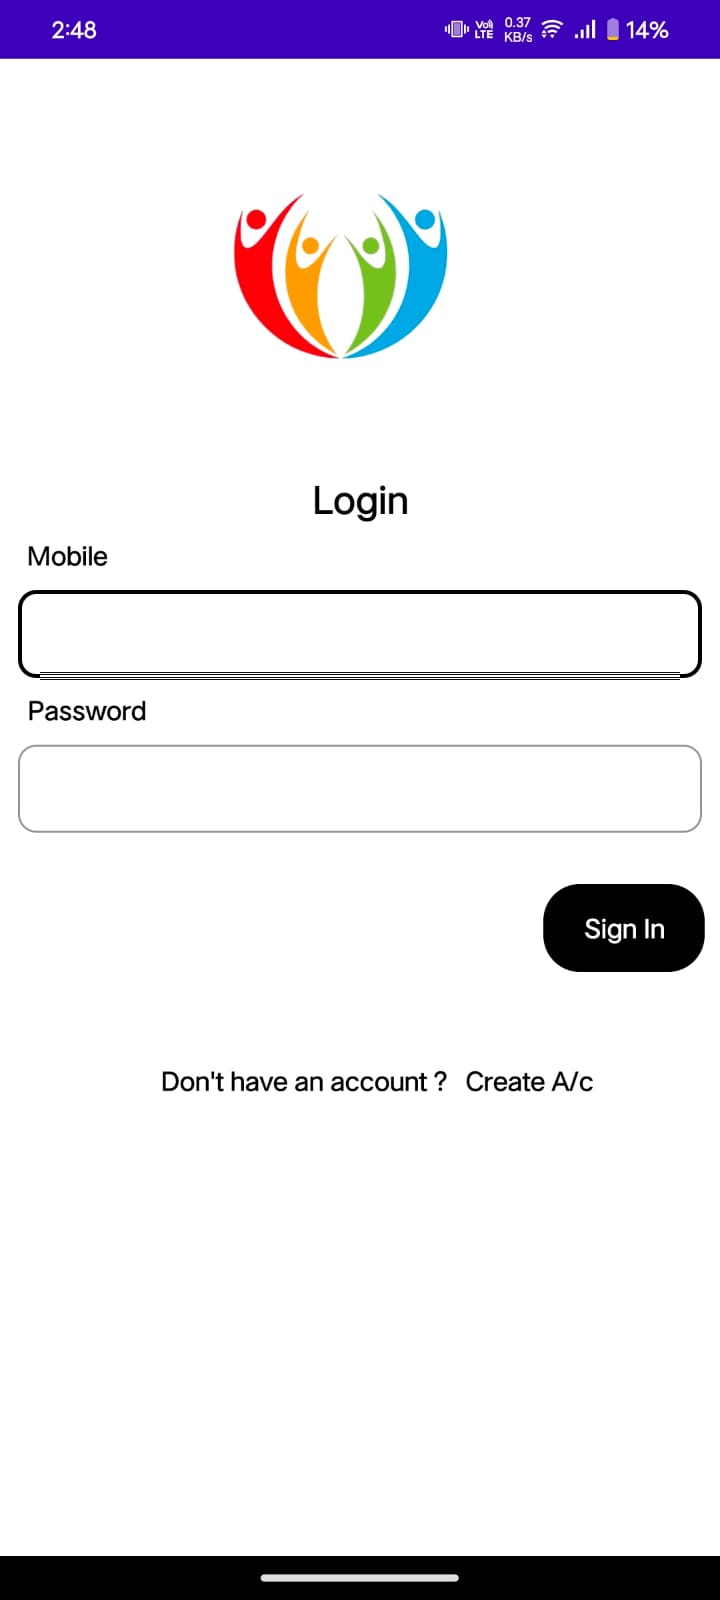 2:48 Vo) LTE 0.37 KB/s 14%
Login
Mobile
Password
Sign In
Don't have an account ? Create A/c